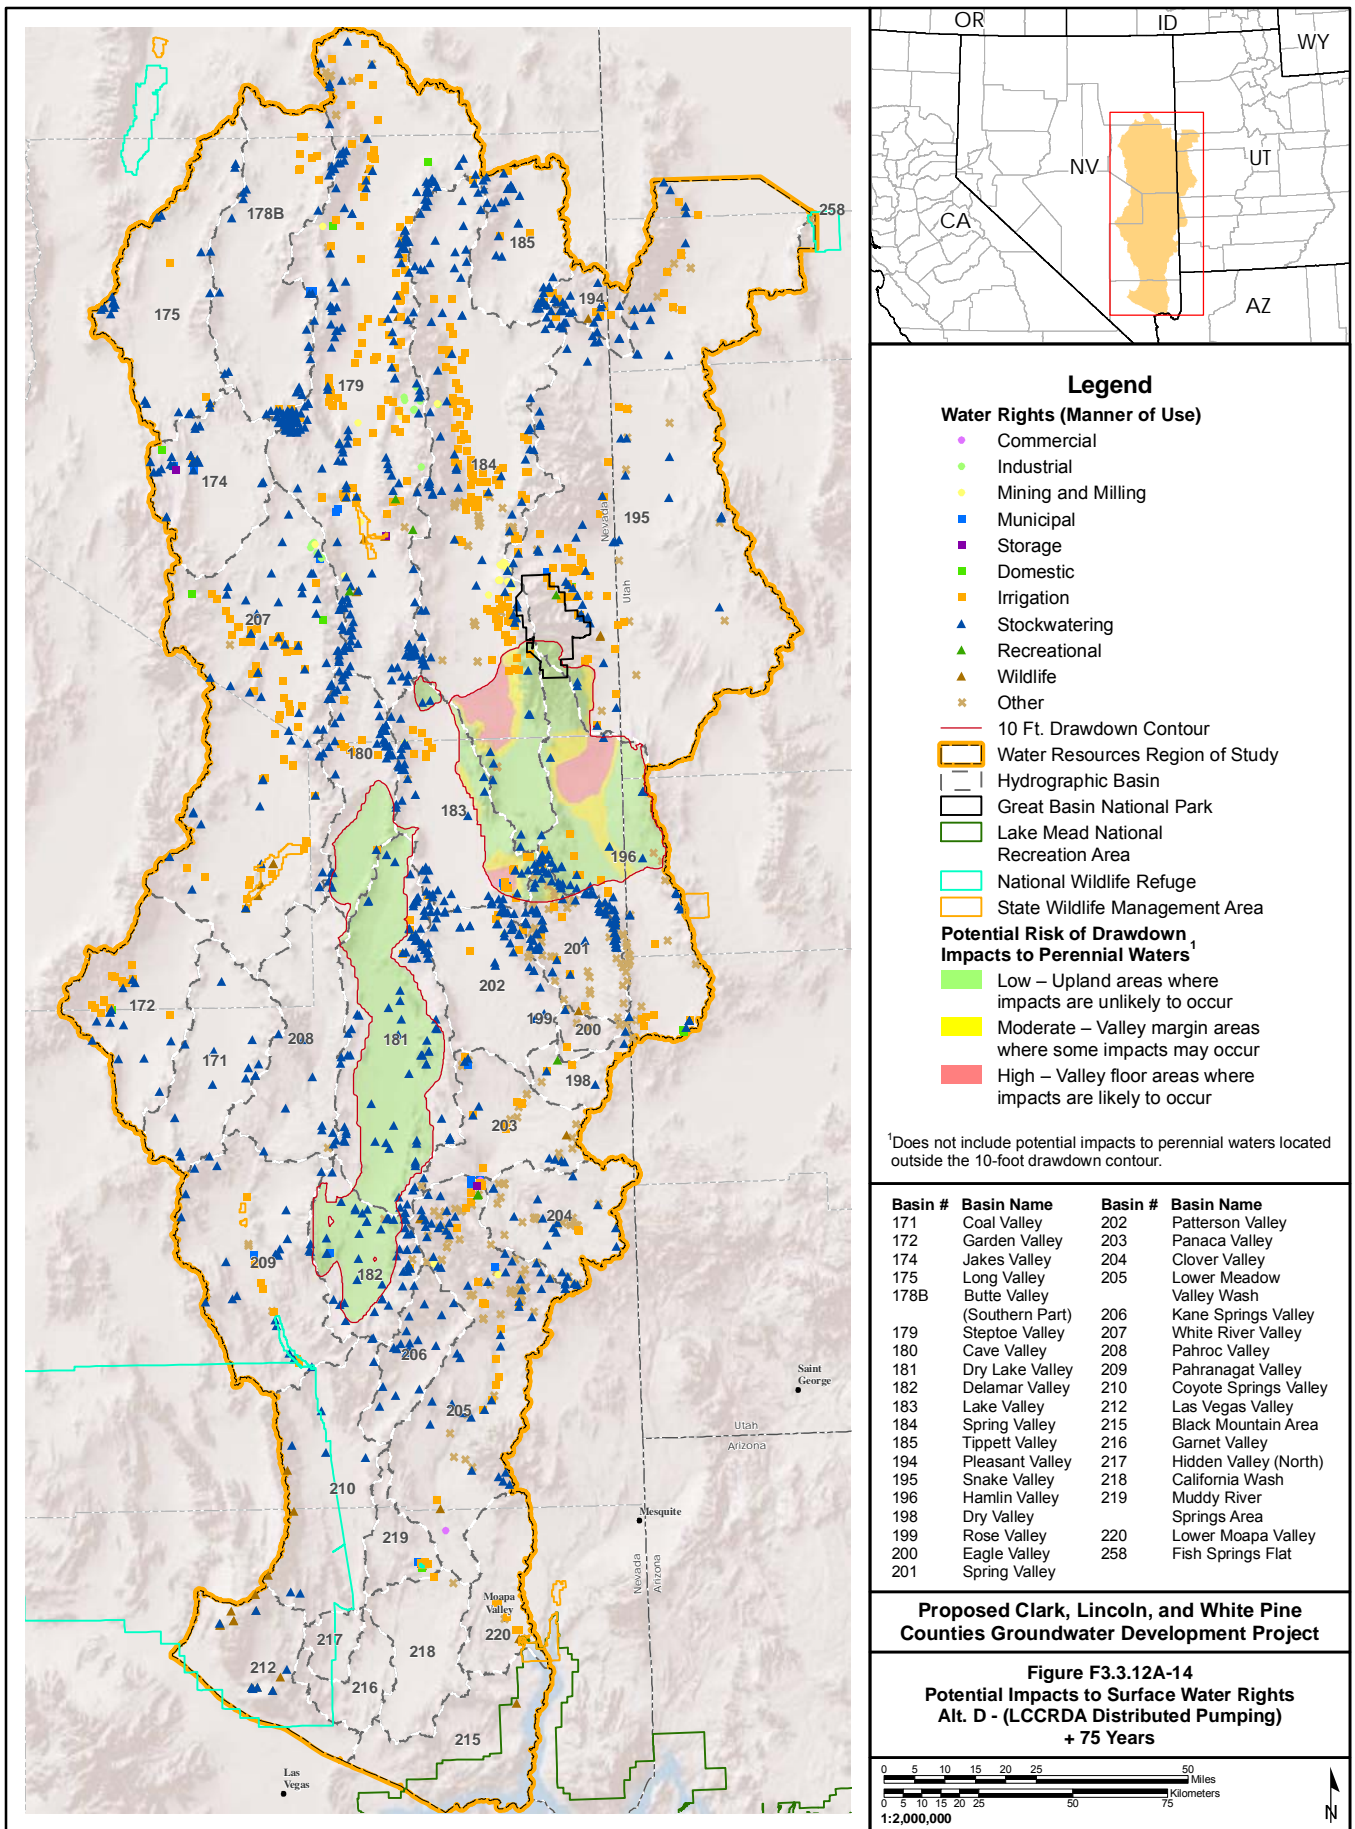 OR
ID
WY
NV
UT
CA
AZ
258
178B
185
194
175
179
184
174
195
Nevada
Utah
207
180
183
196
201
202
172
199
200
208
181
171
198
203
204
209
182
206
Saint
George
205
Utah
Arizona
210
Mesquite
219
Nevada
Arizona
Moapa
Valley
220
217
218
212
216
215
Las
Vegas
Legend
Water Rights (Manner of Use)
Commercial
Industrial
Mining and Milling
Municipal
Storage
Domestic
Irrigation
Stockwatering
Recreational
Wildlife
Other
10 Ft. Drawdown Contour
Water Resources Region of Study
Hydrographic Basin
Great Basin National Park
Lake Mead National
Recreation Area
National Wildlife Refuge
State Wildlife Management Area
Potential Risk of Drawdown
Impacts to Perennial Waters1
Low – Upland areas where
impacts are unlikely to occur
Moderate – Valley margin areas
where some impacts may occur
High – Valley floor areas where
impacts are likely to occur
1Does not include potential impacts to perennial waters located
outside the 10-foot drawdown contour.
Basin # Basin Name Basin # Basin Name
171 Coal Valley 202 Patterson Valley
172 Garden Valley 203 Panaca Valley
174 Jakes Valley 204 Clover Valley
175 Long Valley 205 Lower Meadow
178B Butte Valley Valley Wash
(Southern Part) 206 Kane Springs Valley
179 Steptoe Valley 207 White River Valley
180 Cave Valley 208 Pahroc Valley
181 Dry Lake Valley 209 Pahranagat Valley
182 Delamar Valley 210 Coyote Springs Valley
183 Lake Valley 212 Las Vegas Valley
184 Spring Valley 215 Black Mountain Area
185 Tippett Valley 216 Garnet Valley
194 Pleasant Valley 217 Hidden Valley (North)
195 Snake Valley 218 California Wash
196 Hamlin Valley 219 Muddy River
198 Dry Valley Springs Area
199 Rose Valley 220 Lower Moapa Valley
200 Eagle Valley 258 Fish Springs Flat
201 Spring Valley
Proposed Clark, Lincoln, and White Pine
Counties Groundwater Development Project
Figure F3.3.12A-14
Potential Impacts to Surface Water Rights
Alt. D - (LCCRDA Distributed Pumping)
+ 75 Years
0 5 10 15 20 25 50
Miles
Kilometers
0 5 10 15 20 25 50 75
1:2,000,000
N